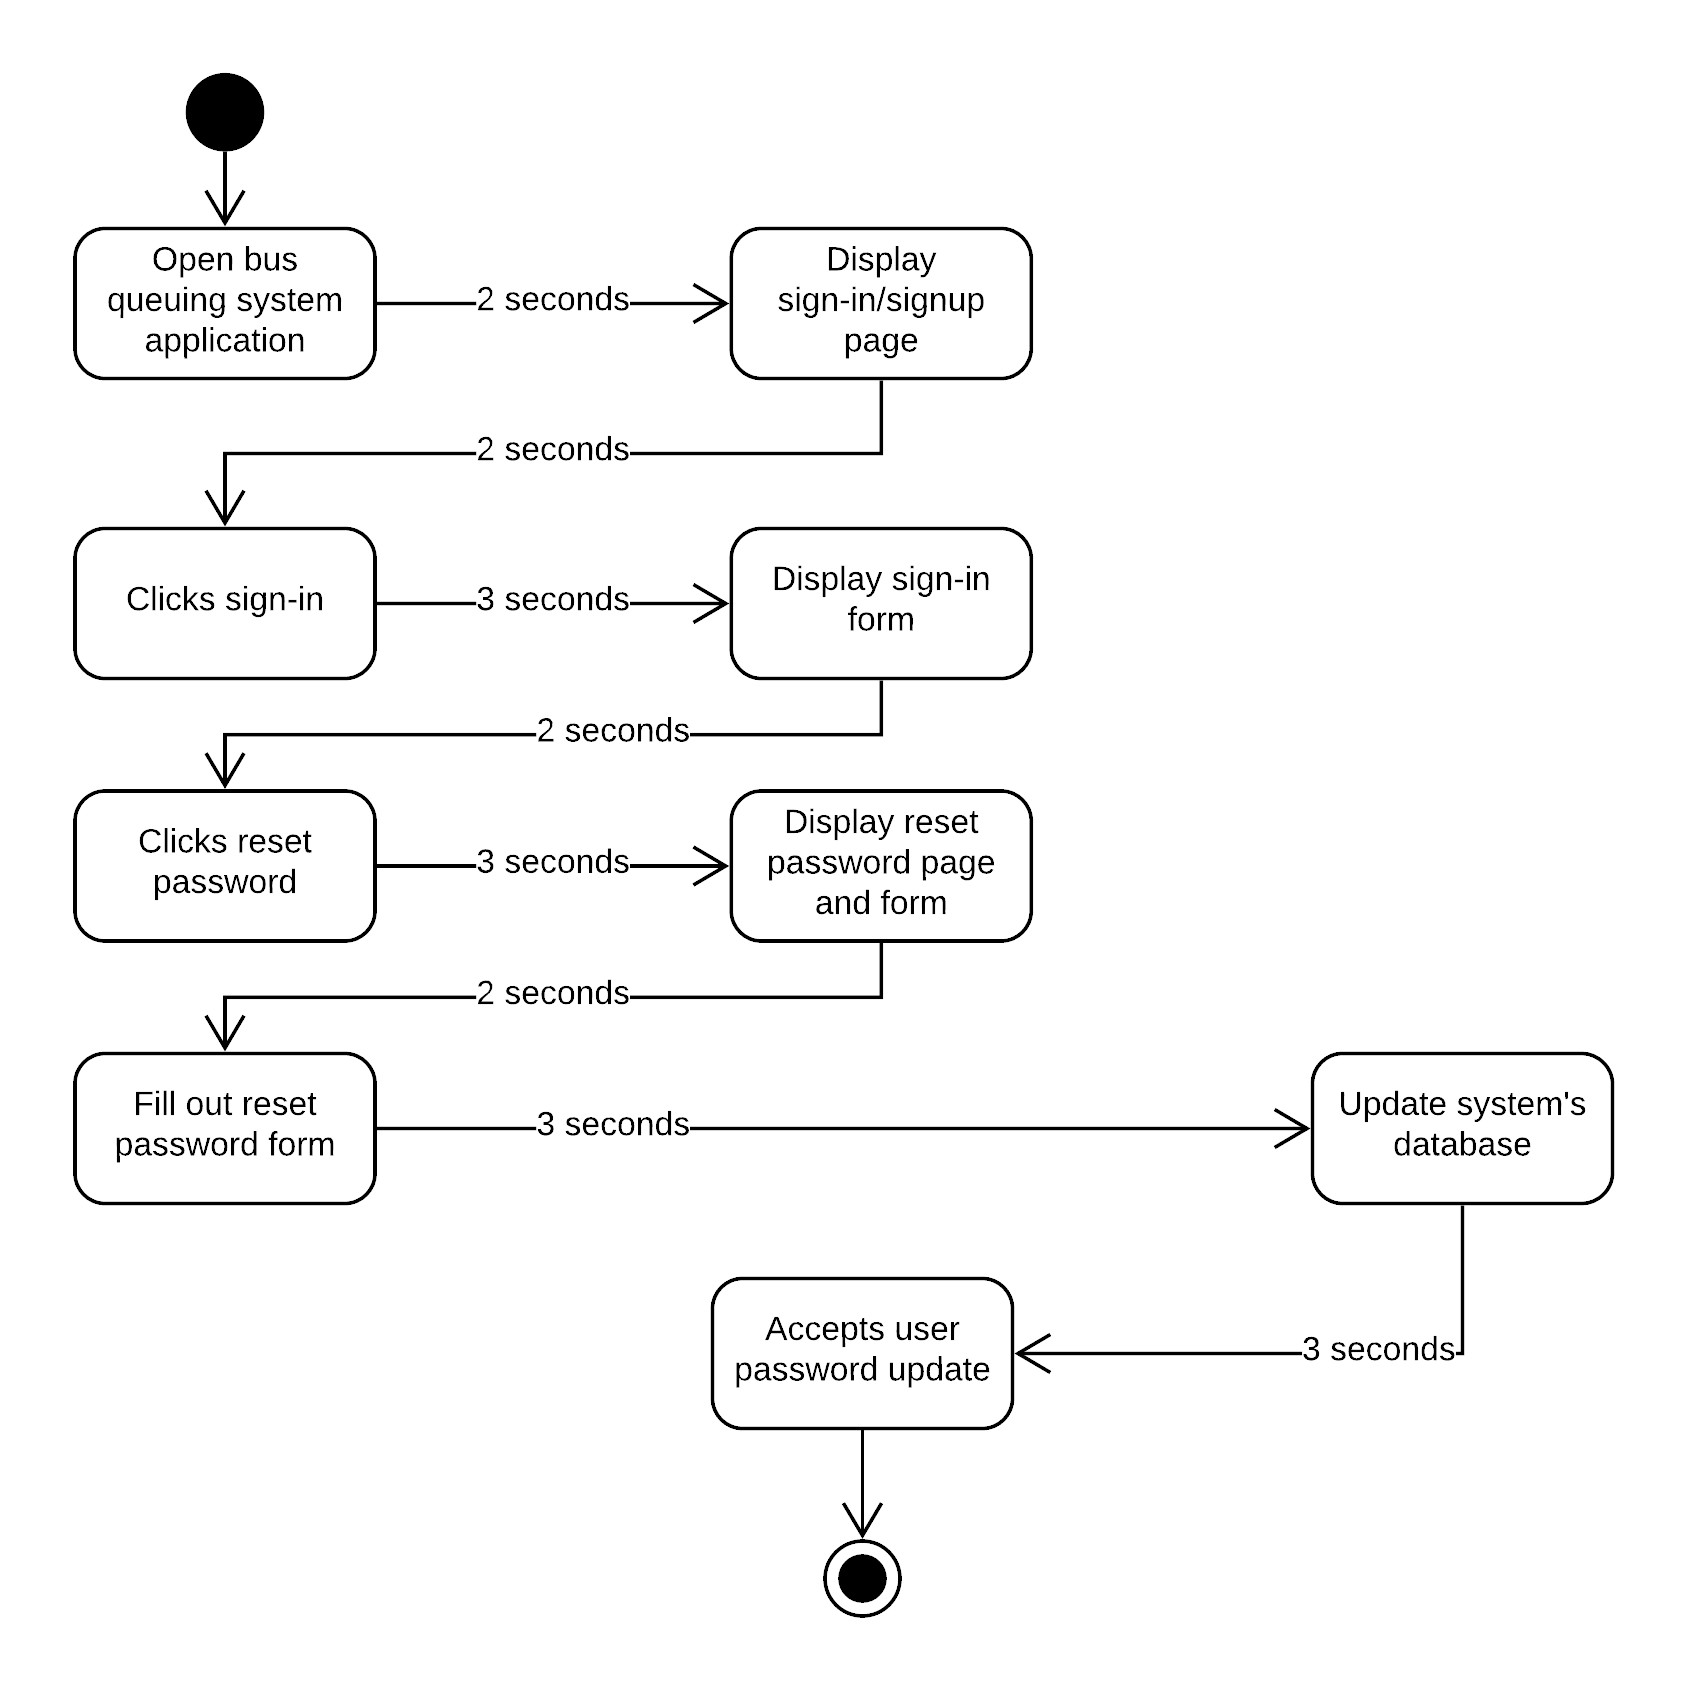 Open bus
queuing system
application
2 seconds
Display
sign-in/signup
page
2 seconds
Clicks sign-in
3 seconds
Display sign-in
form
2 seconds
Clicks reset
password
3 seconds
Display reset
password page
and form
2 seconds
Fill out reset
password form
3 seconds
Update system's
database
3 seconds
Accepts user
password update